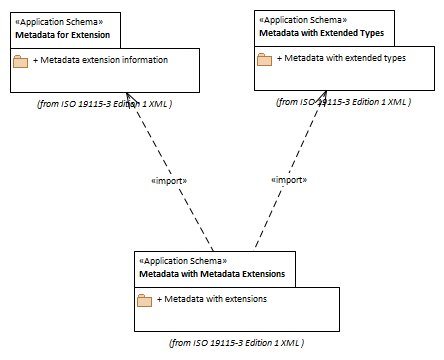 «Application Schema»
Metadata for Extension
+ Metadata extension information
(from ISO 19115-3 Edition 1 XML )
«Application Schema»
Metadata with Extended Types
+ Metadata with extended types
(from ISO 19115-3 Edition 1 XML )
«import»
«import»
«Application Schema»
Metadata with Metadata Extensions
+ Metadata with extensions
(from ISO 19115-3 Edition 1 XML )